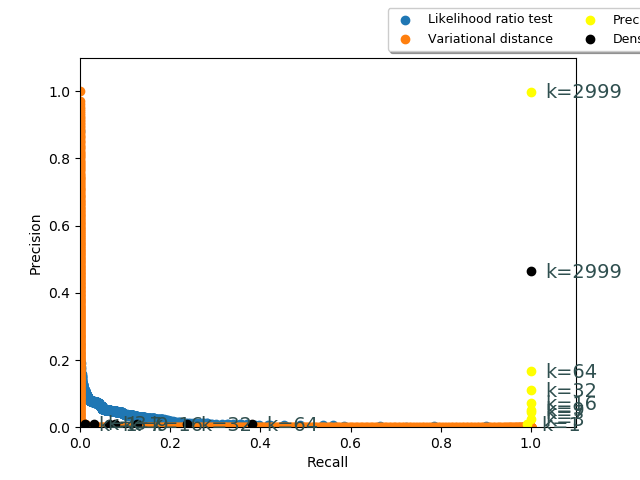 Likelihood ratio test
Variational distance
Prec
Dens
k=2999
k=2999
k=64
k=32
k=16
k=3
k=1
k=32
k=64
1.0
0.8
0.6
0.4
0.2
0.0
0.0
0.2
0.4
0.6
0.8
1.0
Precision
Recall